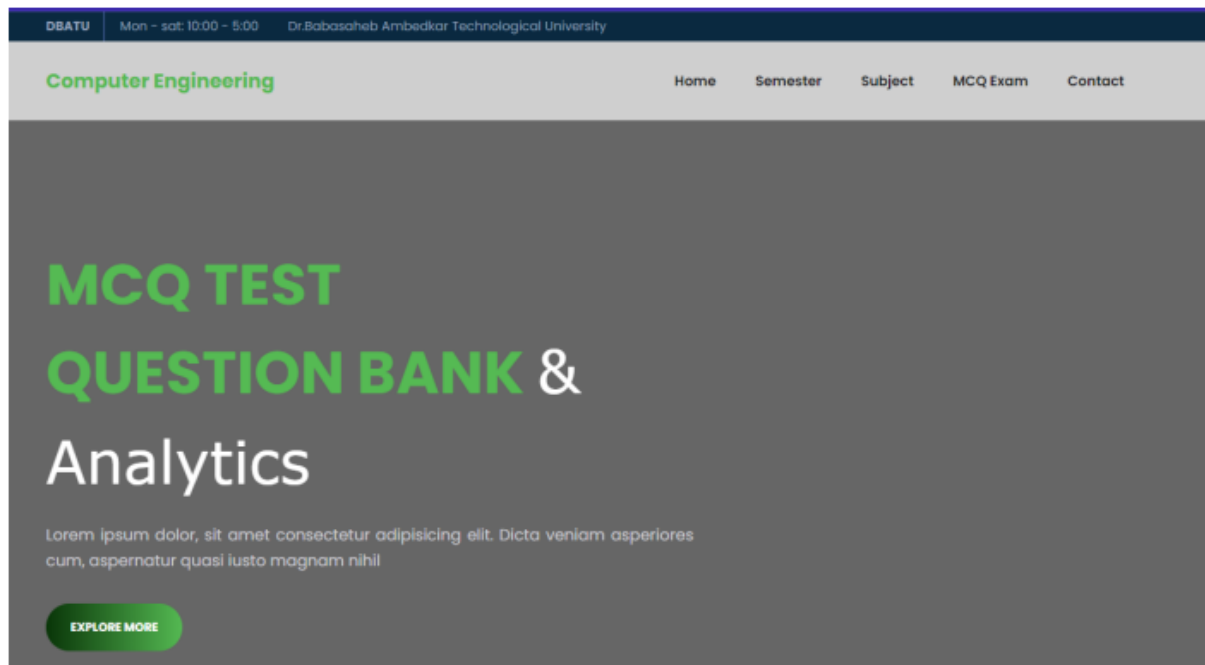 DBATU Mon - sat: 10:00 - 5:00 Dr.Babasaheb Ambedkar Technological University
Computer Engineering Home Semester Subject MCQ Exam Contact
MCQ TEST
QUESTION BANK &
Analytics
Lorem ipsum dolor, sit amet consectetur adipisicing elit. Dicta veniam asperiores
cum, aspernatur quasi iusto magnam nihil
EXPLORE MORE